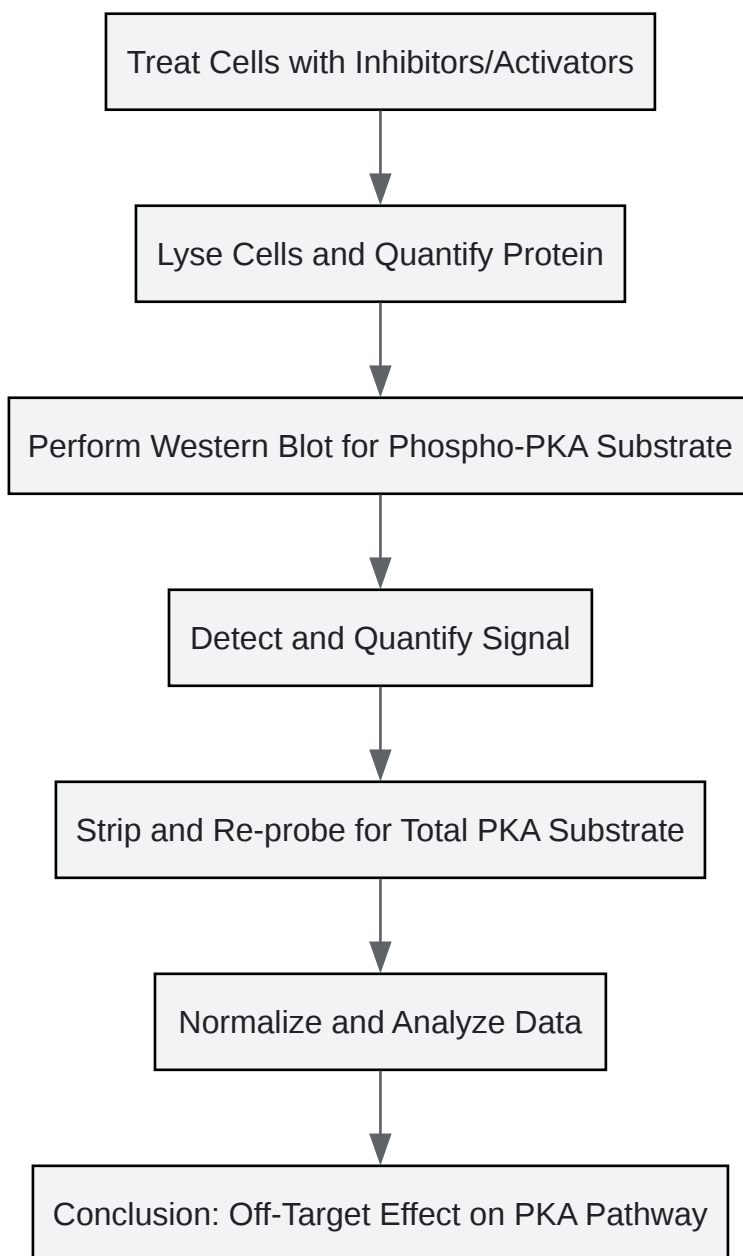 Treat Cells with Inhibitors/Activators
Lyse Cells and Quantify Protein
Perform Western Blot for Phospho-PKA Substrate
Detect and Quantify Signal
Strip and Re-probe for Total PKA Substrate
Normalize and Analyze Data
Conclusion: Off-Target Effect on PKA Pathway